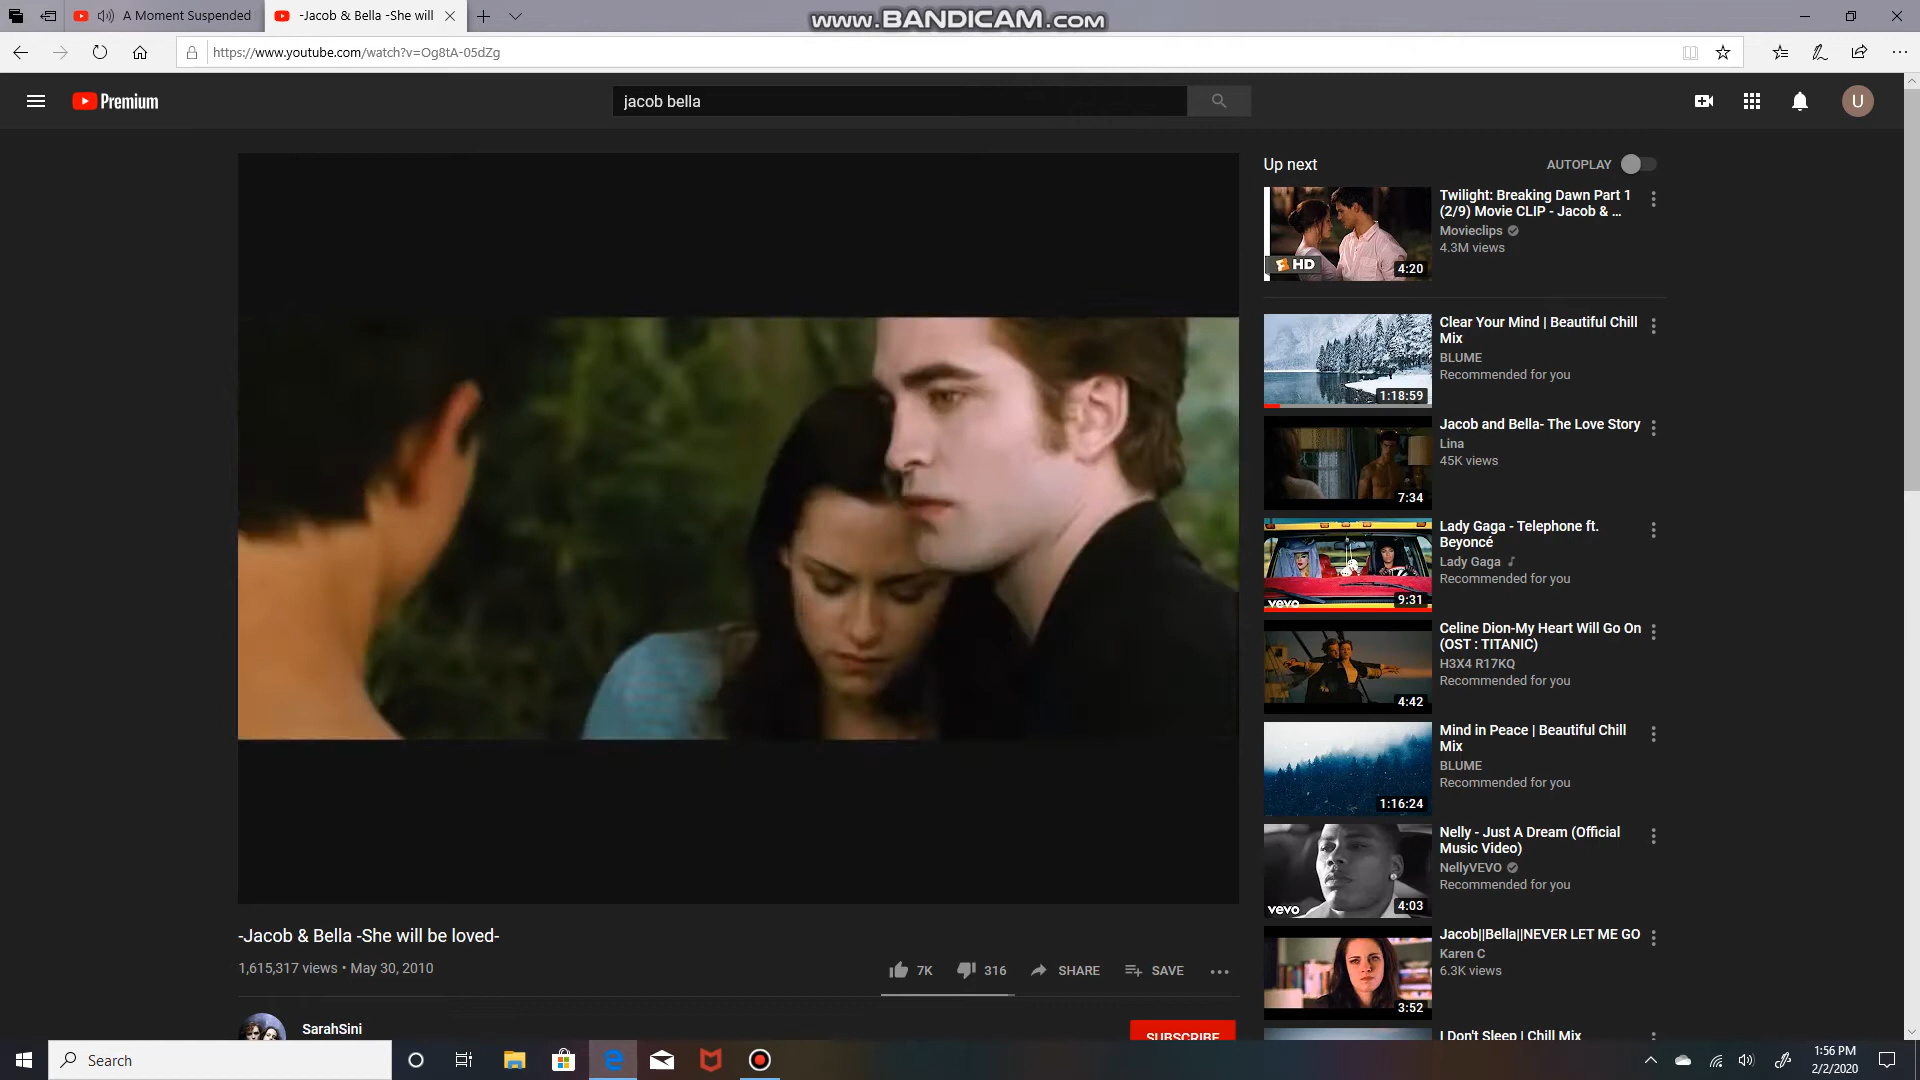 A Moment Suspended
-Jacob & Bella -She will
www.BANDICAM.com
https://www.youtube.com/watch?v=Og8tA-05dZg
Premium
jacob bella
U
Up next
AUTOPLAY
Twilight: Breaking Dawn Part 1
(2/9) Movie CLIP - Jacob & ...
Movieclips
4.3M views
HD
4:20
Clear Your Mind | Beautiful Chill
Mix
BLUME
Recommended for you
1:18:59
Jacob and Bella- The Love Story
Lina
45K views
7:34
Lady Gaga - Telephone ft.
Beyoncé
Lady Gaga
Recommended for you
vevo
9:31
Celine Dion-My Heart Will Go On
(OST : TITANIC)
H3X4 R17KQ
Recommended for you
4:42
Mind in Peace | Beautiful Chill
Mix
BLUME
Recommended for you
1:16:24
Nelly - Just A Dream (Official
Music Video)
NellyVEVO
Recommended for you
vevo
4:03
Jacob||Bella||NEVER LET ME GO
Karen C
6.3K views
3:52
I Don't Sleep | Chill Mix
-Jacob & Bella -She will be loved-
1,615,317 views • May 30, 2010
7K
316
SHARE
SAVE
SarahSini
SUBSCRIBE
Search
1:56 PM
2/2/2020